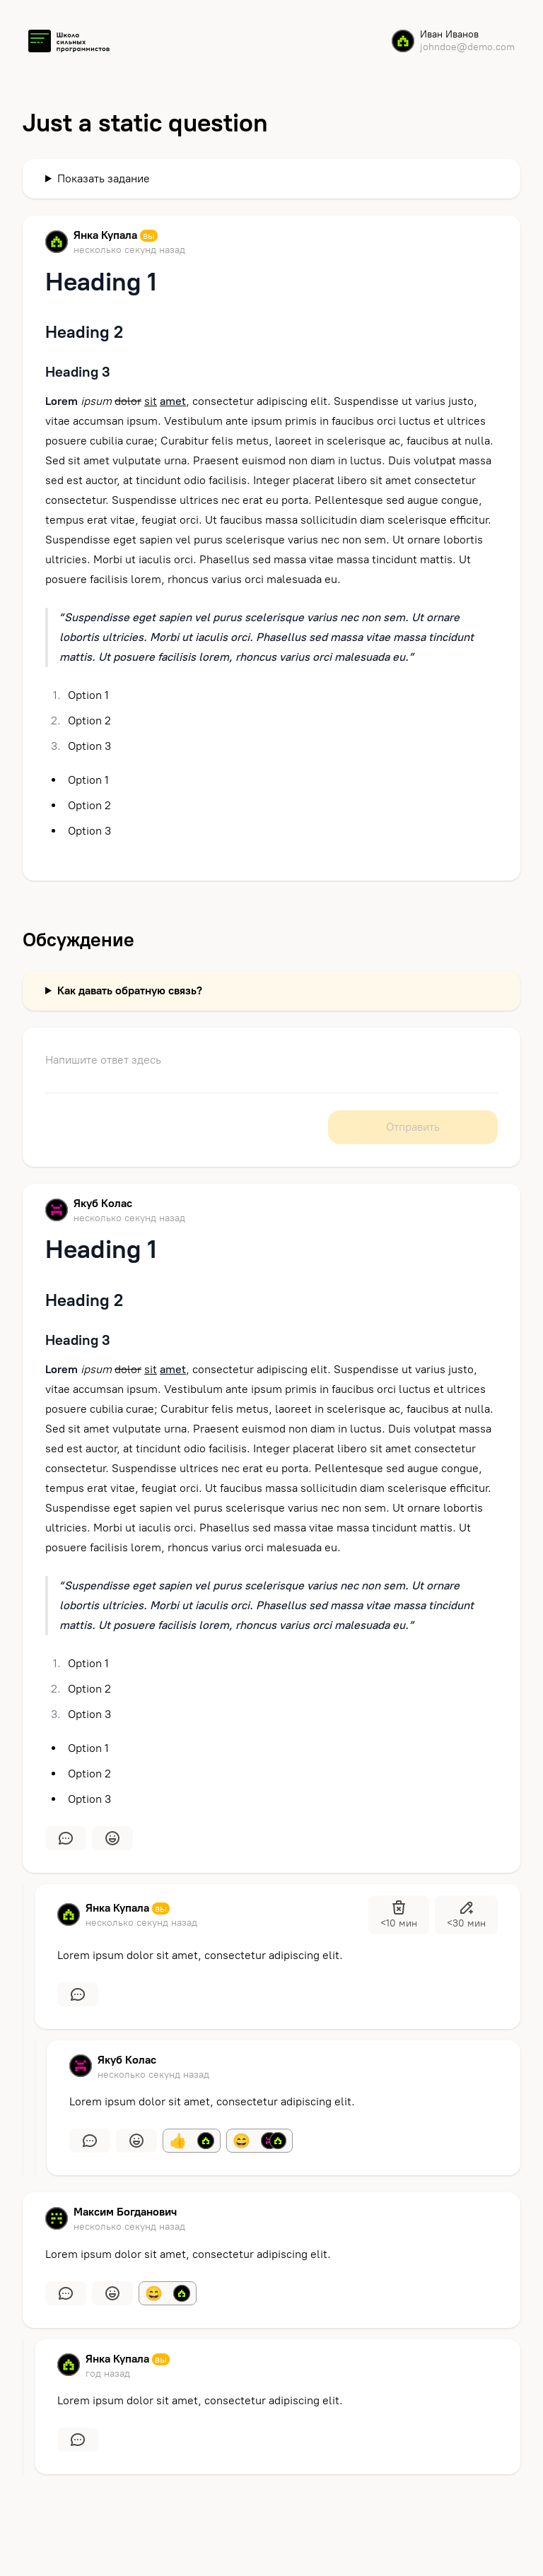 Школа
сильных
программистов
Иван Иванов
johndoe@demo.com
Just a static question
Показать задание
Янка Купала вы
несколько секунд назад
Heading 1
Heading 2
Heading 3
Lorem ipsum dolor sit amet, consectetur adipiscing elit. Suspendisse ut varius justo,
vitae accumsan ipsum. Vestibulum ante ipsum primis in faucibus orci luctus et ultrices
posuere cubilia curae; Curabitur felis metus, laoreet in scelerisque ac, faucibus at nulla.
Sed sit amet vulputate urna. Praesent euismod non diam in luctus. Duis volutpat massa
sed est auctor, at tincidunt odio facilisis. Integer placerat libero sit amet consectetur
consectetur. Suspendisse ultrices nec erat eu porta. Pellentesque sed augue congue,
tempus erat vitae, feugiat orci. Ut faucibus massa sollicitudin diam scelerisque efficitur.
Suspendisse eget sapien vel purus scelerisque varius nec non sem. Ut ornare lobortis
ultricies. Morbi ut iaculis orci. Phasellus sed massa vitae massa tincidunt mattis. Ut
posuere facilisis lorem, rhoncus varius orci malesuada eu.
“Suspendisse eget sapien vel purus scelerisque varius nec non sem. Ut ornare
lobortis ultricies. Morbi ut iaculis orci. Phasellus sed massa vitae massa tincidunt
mattis. Ut posuere facilisis lorem, rhoncus varius orci malesuada eu.”
1. Option 1
2. Option 2
3. Option 3
• Option 1
• Option 2
• Option 3
Обсуждение
Как давать обратную связь?
Напишите ответ здесь
Отправить
Якуб Колас
несколько секунд назад
Heading 1
Heading 2
Heading 3
Lorem ipsum dolor sit amet, consectetur adipiscing elit. Suspendisse ut varius justo,
vitae accumsan ipsum. Vestibulum ante ipsum primis in faucibus orci luctus et ultrices
posuere cubilia curae; Curabitur felis metus, laoreet in scelerisque ac, faucibus at nulla.
Sed sit amet vulputate urna. Praesent euismod non diam in luctus. Duis volutpat massa
sed est auctor, at tincidunt odio facilisis. Integer placerat libero sit amet consectetur
consectetur. Suspendisse ultrices nec erat eu porta. Pellentesque sed augue congue,
tempus erat vitae, feugiat orci. Ut faucibus massa sollicitudin diam scelerisque efficitur.
Suspendisse eget sapien vel purus scelerisque varius nec non sem. Ut ornare lobortis
ultricies. Morbi ut iaculis orci. Phasellus sed massa vitae massa tincidunt mattis. Ut
posuere facilisis lorem, rhoncus varius orci malesuada eu.
“Suspendisse eget sapien vel purus scelerisque varius nec non sem. Ut ornare
lobortis ultricies. Morbi ut iaculis orci. Phasellus sed massa vitae massa tincidunt
mattis. Ut posuere facilisis lorem, rhoncus varius orci malesuada eu.”
1. Option 1
2. Option 2
3. Option 3
• Option 1
• Option 2
• Option 3
Янка Купала вы
несколько секунд назад
<10 мин
<30 мин
Lorem ipsum dolor sit amet, consectetur adipiscing elit.
Якуб Колас
несколько секунд назад
Lorem ipsum dolor sit amet, consectetur adipiscing elit.
Максим Богданович
несколько секунд назад
Lorem ipsum dolor sit amet, consectetur adipiscing elit.
Янка Купала вы
год назад
Lorem ipsum dolor sit amet, consectetur adipiscing elit.